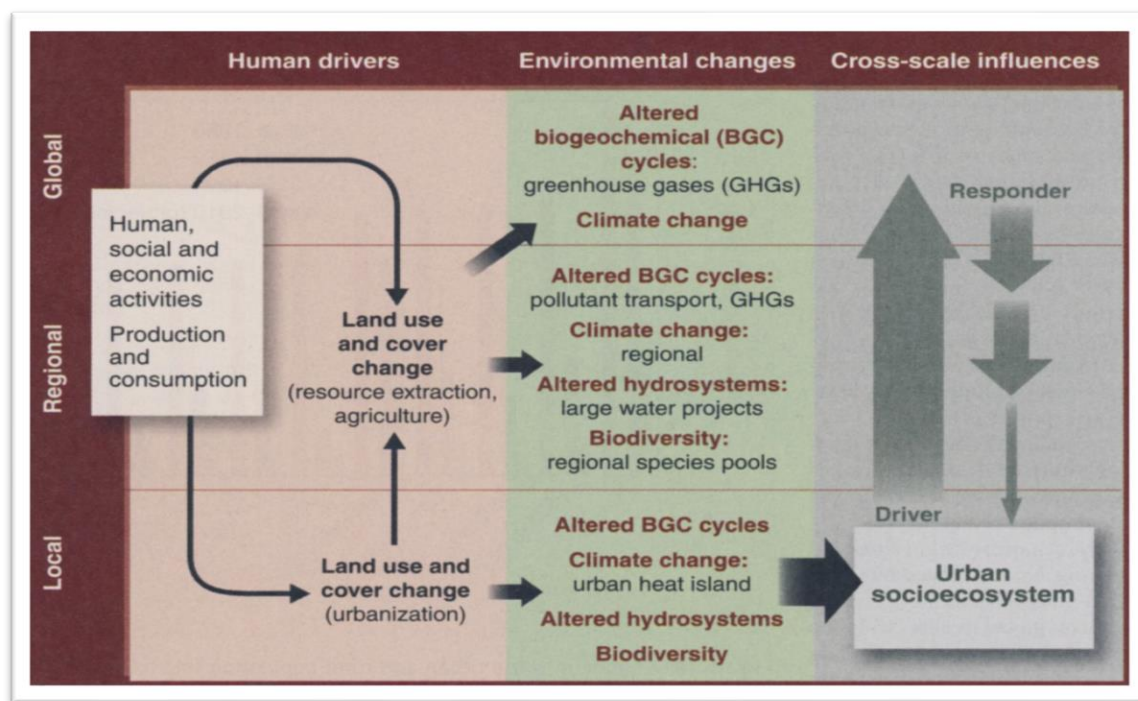 Human drivers
Environmental changes
Cross-scale influences
Global
Regional
Local
Human,
social and
economic
activities
Production
and
consumption
Land use
and cover
change
(resource extraction,
agriculture)
Land use and
cover change
(urbanization)
Altered
biogeochemical (BGC)
cycles:
greenhouse gases (GHGs)
Climate change
Altered BGC cycles:
pollutant transport, GHGs
Climate change:
regional
Altered hydrosystems:
large water projects
Biodiversity:
regional species pools
Altered BGC cycles
Climate change:
urban heat island
Altered hydrosystems
Biodiversity
Responder
Driver
Urban
socioecosystem